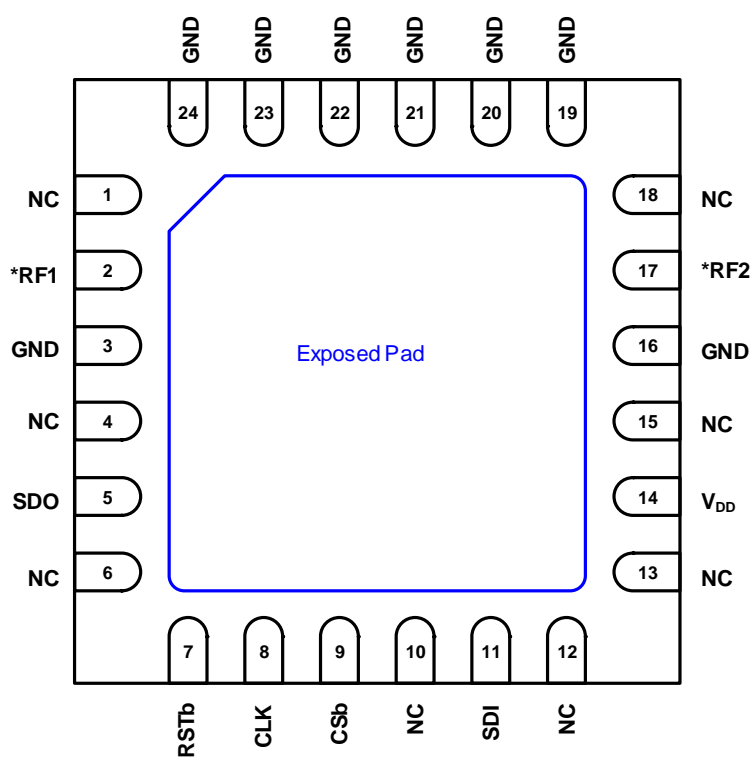 GND GND GND GND GND GND
24 23 22 21 20 19
NC 1 18 NC
*RF1 2 17 *RF2
GND 3 16 GND
Exposed Pad
NC 4 15 NC
SDO 5 14 VDD
NC 6 13 NC
7 8 9 10 11 12
RSTb CLK CSb NC SDI NC